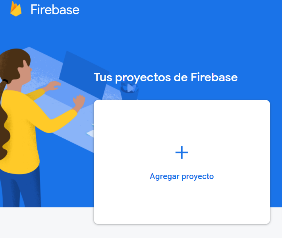 Firebase
Tus proyectos de Firebase
+
Agregar proyecto